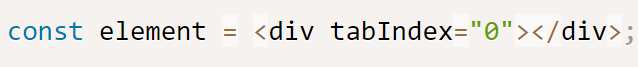 const element = <div tabIndex="0"></div>;